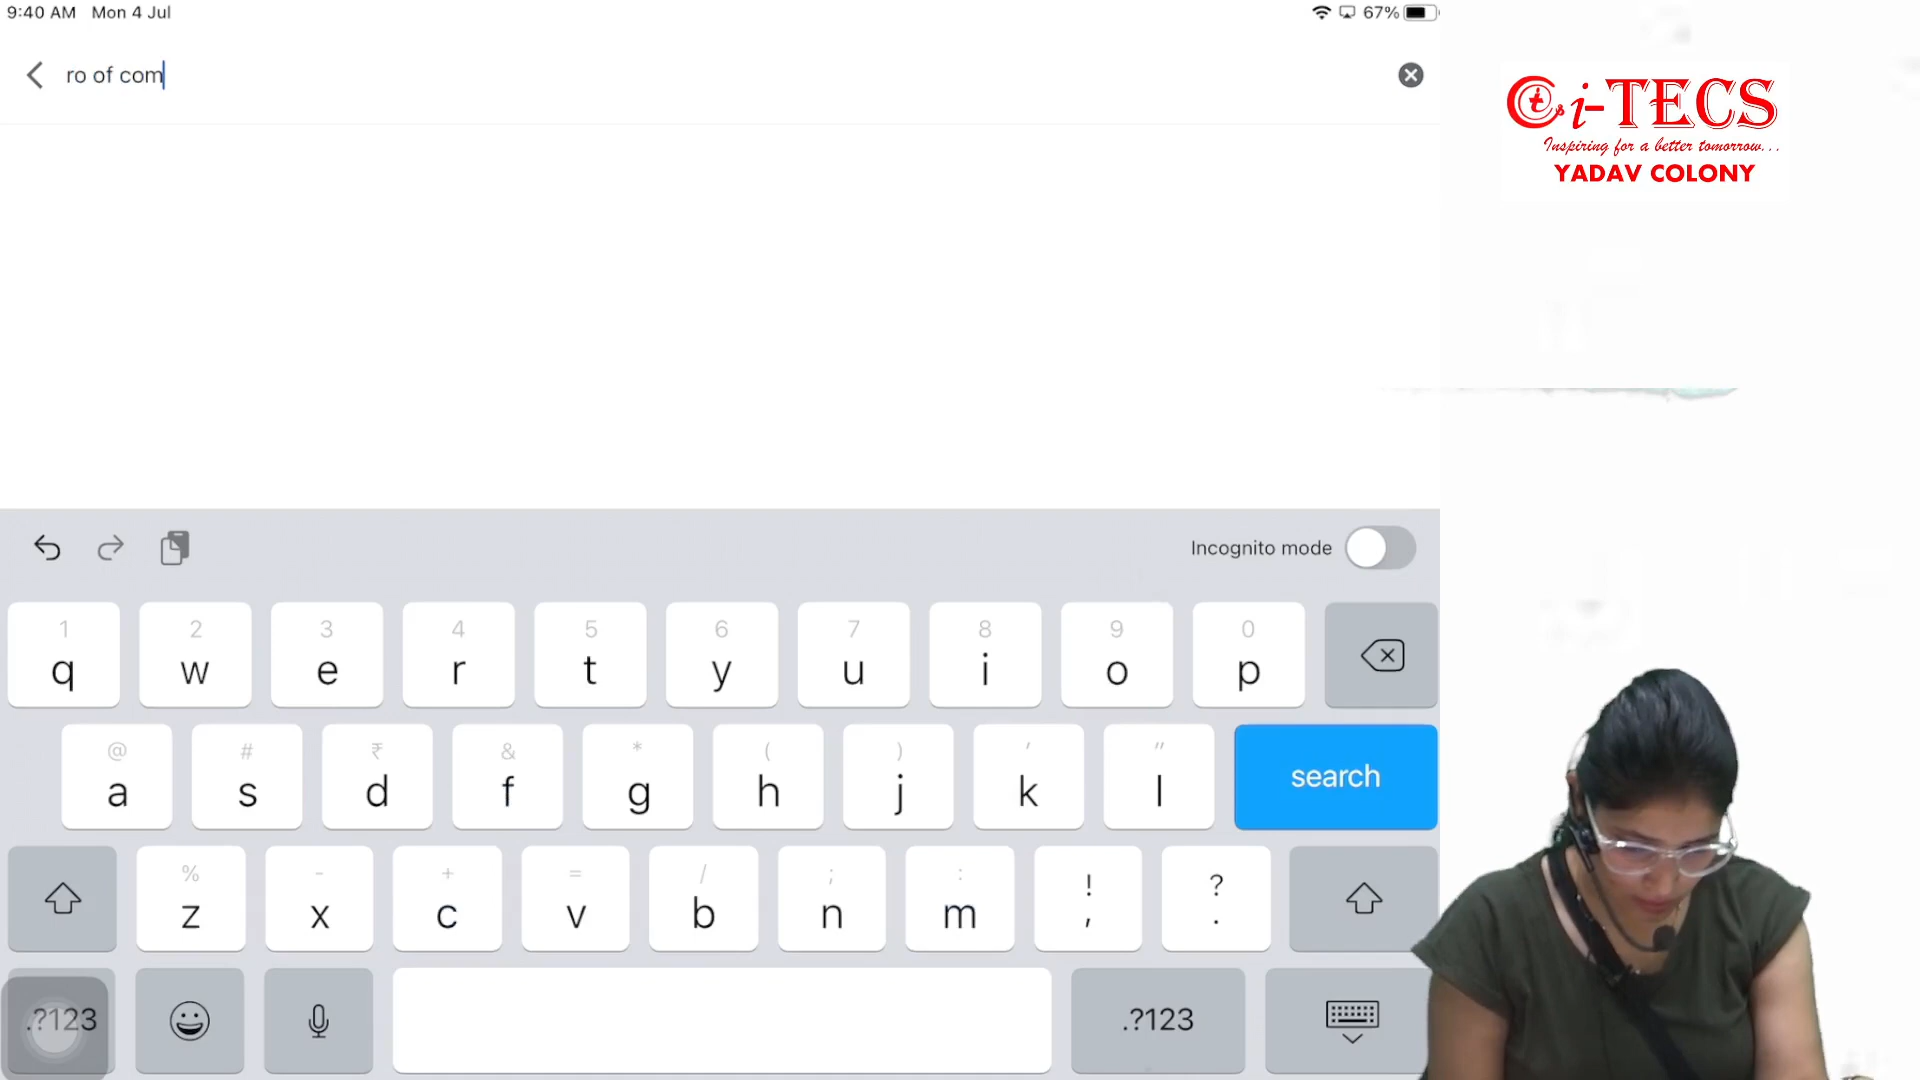 9:40 AM Mon 4 Jul
67%
ro of com
i-TECS
Inspiring for a better tomorrow...
YADAV COLONY
Incognito mode
1 2 3 4 5 6 7 8 9 0
q w e r t y u i o p
@ # ₹ & * ( ) ' "
a s d f g h j k l search
% - + = / ; : ! ?
z x c v b n m , .
.?123 .?123